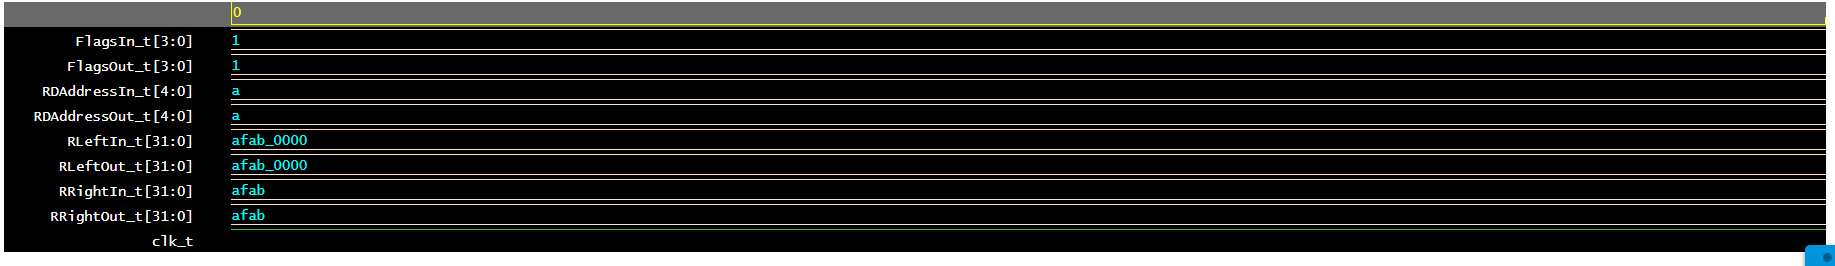 0
FlagsIn_t[3:0] 1
FlagsOut_t[3:0] 1
RDAddressIn_t[4:0] a
RDAddressOut_t[4:0] a
RLeftIn_t[31:0] afab_0000
RLeftOut_t[31:0] afab_0000
RRightIn_t[31:0] afab
RRightOut_t[31:0] afab
clk_t